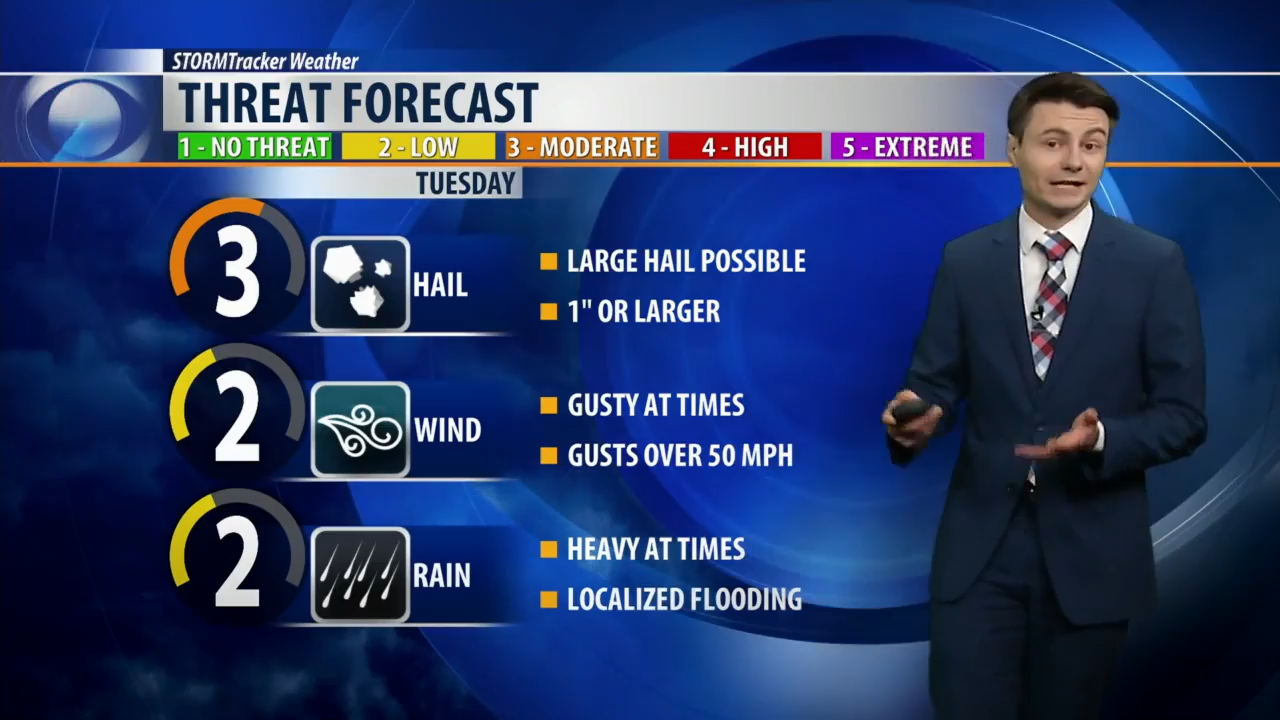 STORMTracker Weather
THREAT FORECAST
1 - NO THREAT 2 - LOW 3 - MODERATE 4 - HIGH 5 - EXTREME
TUESDAY
3 HAIL
LARGE HAIL POSSIBLE
1" OR LARGER
2 WIND
GUSTY AT TIMES
GUSTS OVER 50 MPH
2 RAIN
HEAVY AT TIMES
LOCALIZED FLOODING